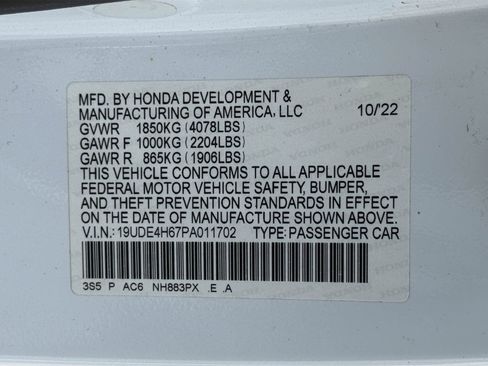 MFD. BY HONDA DEVELOPMENT &
MANUFACTURING OF AMERICA, LLC 10/22
GVWR 1850KG (4078LBS)
GAWR F 1000KG (2204LBS)
GAWR R 865KG (1906LBS)
THIS VEHICLE CONFORMS TO ALL APPLICABLE
FEDERAL MOTOR VEHICLE SAFETY, BUMPER,
AND THEFT PREVENTION STANDARDS IN EFFECT
ON THE DATE OF MANUFACTURE SHOWN ABOVE.
V.I.N.: 19UDE4H67PA011702 TYPE: PASSENGER CAR
3S5 P AC6 NH883PX .E .A